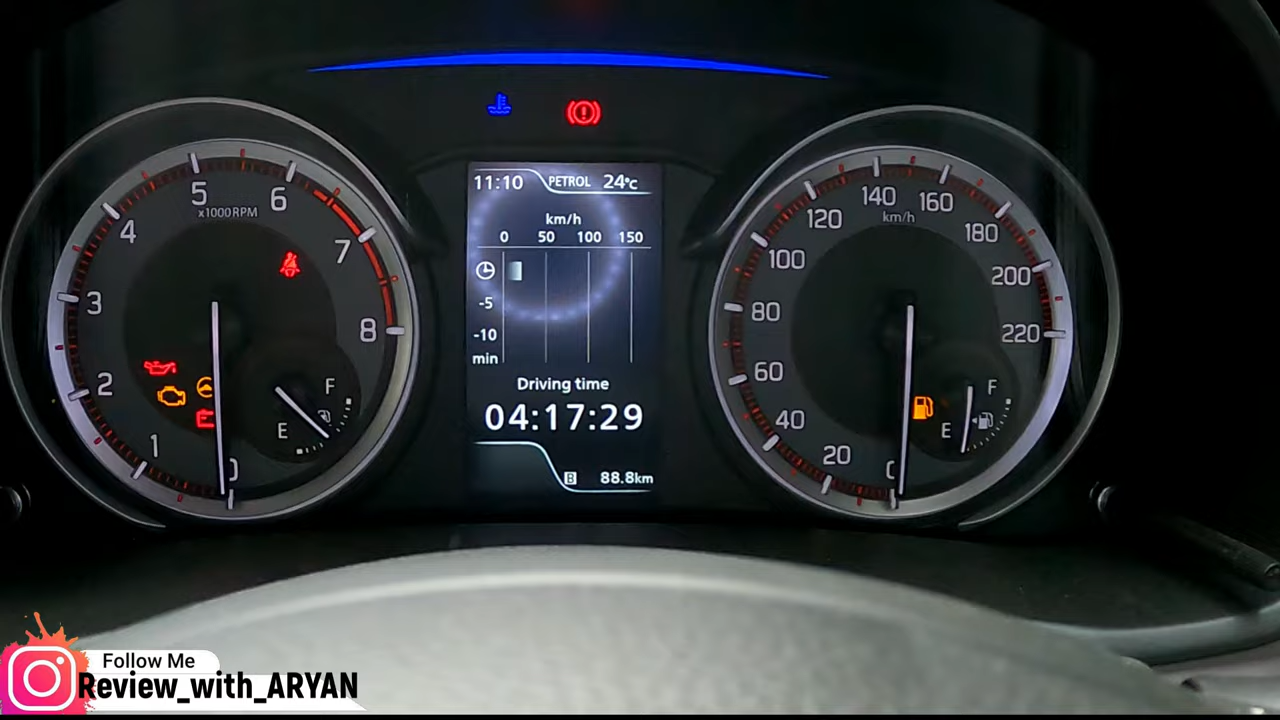 11:10 PETROL 24°C
km/h
0 50 100 150
-5
-10
min
Driving time
04:17:29
B 88.8km
x1000RPM
0
1
2
3
4
5
6
7
8
F
E
km/h
0
20
40
60
80
100
120
140
160
180
200
220
F
E
Follow Me
Review_with_ARYAN